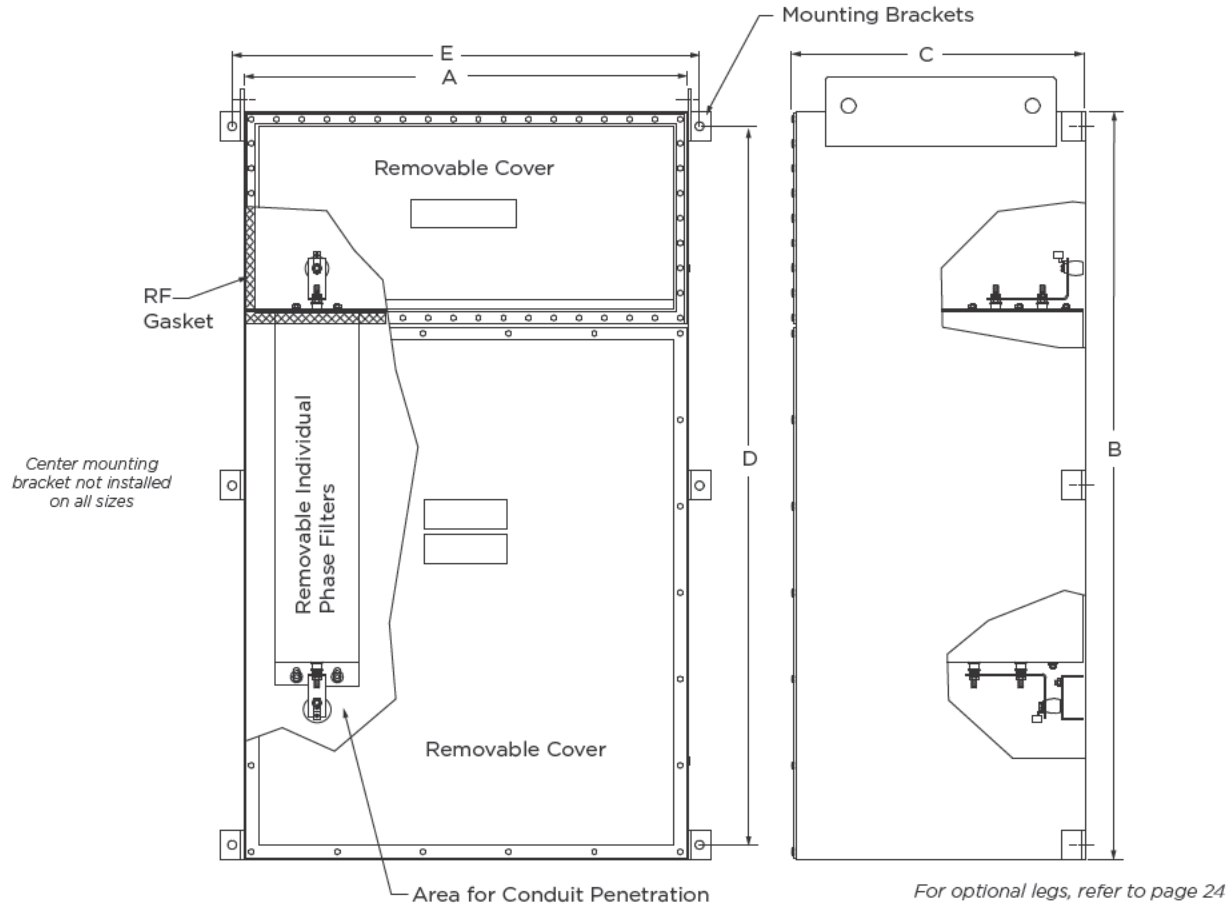 Mounting Brackets
E
A
C
Removable Cover
RF
Gasket
Removable Individual
Phase Filters
D
B
Center mounting
bracket not installed
on all sizes
Removable Cover
Area for Conduit Penetration
For optional legs, refer to page 24